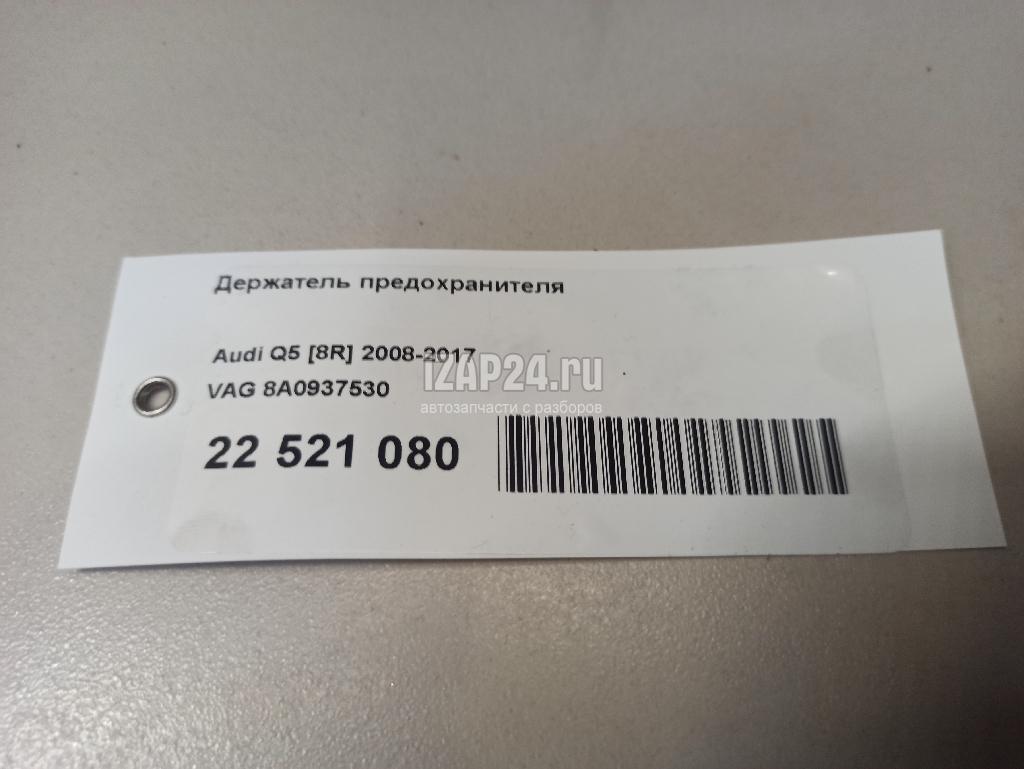 Держатель предохранителя
Audi Q5 [8R] 2008-2017
VAG 8A0937530
IZAP24.ru
автозапчасти с разборов
22 521 080